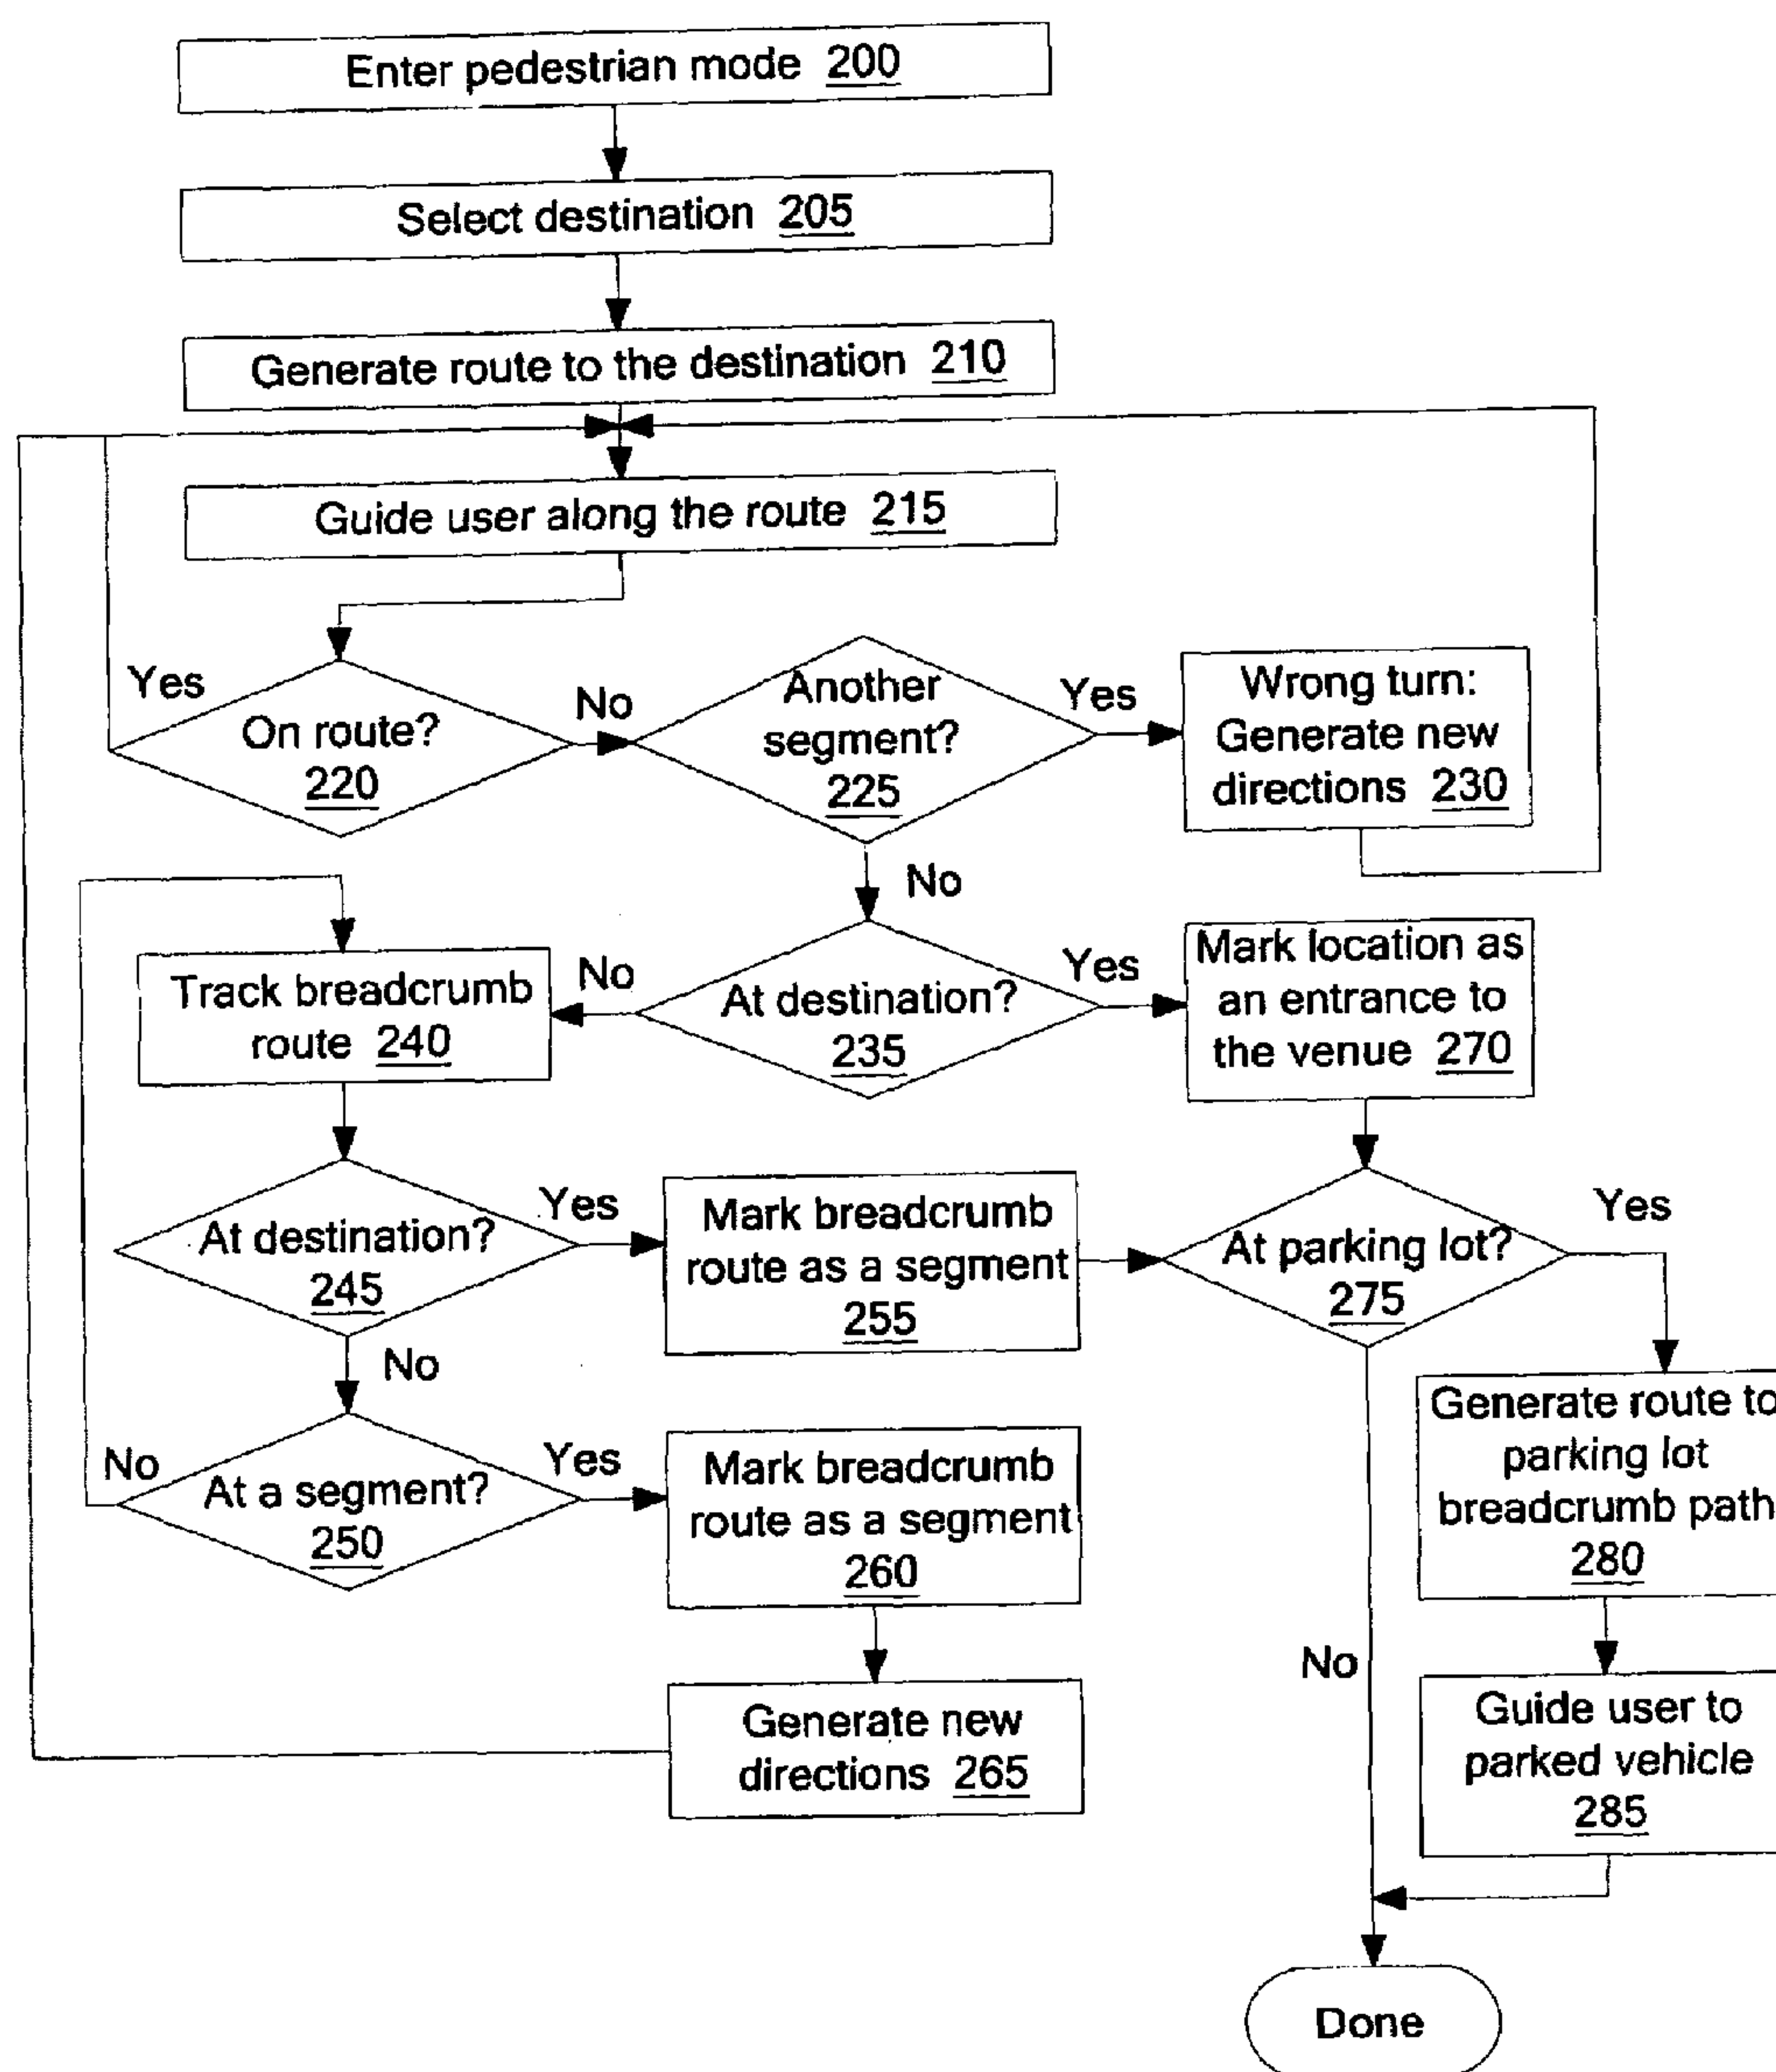 Enter pedestrian mode 200
Select destination 205
Generate route to the destination 210
Guide user along the route 215
Yes
On route?
220
No
Another
segment?
225
Yes
Wrong turn:
Generate new
directions 230
No
Track breadcrumb
route 240
No
At destination?
235
Yes
Mark location as
an entrance to
the venue 270
At destination?
245
Yes
Mark breadcrumb
route as a segment
255
At parking lot?
275
Yes
No
No
At a segment?
250
Yes
Mark breadcrumb
route as a segment
260
Generate route to
parking lot
breadcrumb path
280
No
Generate new
directions 265
Guide user to
parked vehicle
285
Done